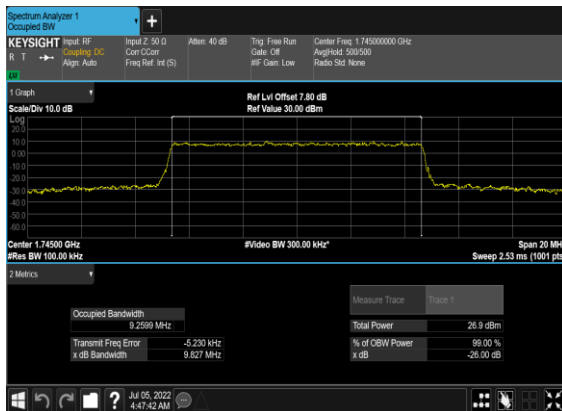 Spectrum Analyzer 1
Occupied BW
KEYSIGHT
Input: RF
Coupling: DC
Align: Auto
Input Z: 50 Ω
Corr CCorr
Freq Ref: Int (S)
Atten: 40 dB
Trig: Free Run
Gate: Off
#IF Gain: Low
Center Freq: 1.745000000 GHz
Avg|Hold: 500/500
Radio Std: None
R T
1 Graph
Scale/Div 10.0 dB
Ref Lvl Offset 7.80 dB
Ref Value 30.00 dBm
Log
20.0
10.0
0.00
-10.0
-20.0
-30.0
-40.0
-50.0
-60.0
Center 1.74500 GHz
#Res BW 100.00 kHz
#Video BW 300.00 kHz*
Span 20 MH
Sweep 2.53 ms (1001 pts
2 Metrics
Measure Trace Trace 1
Occupied Bandwidth
9.2599 MHz
Total Power 26.9 dBm
Transmit Freq Error -5.230 kHz
x dB Bandwidth 9.827 MHz
% of OBW Power 99.00 %
x dB -26.00 dB
Jul 05, 2022
4:47:42 AM